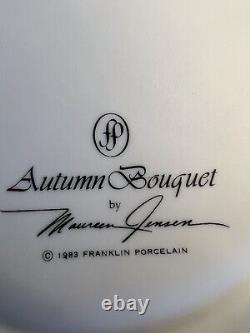 fp
Autumn Bouquet
by
Maureen Jensen
© 1983 FRANKLIN PORCELAIN